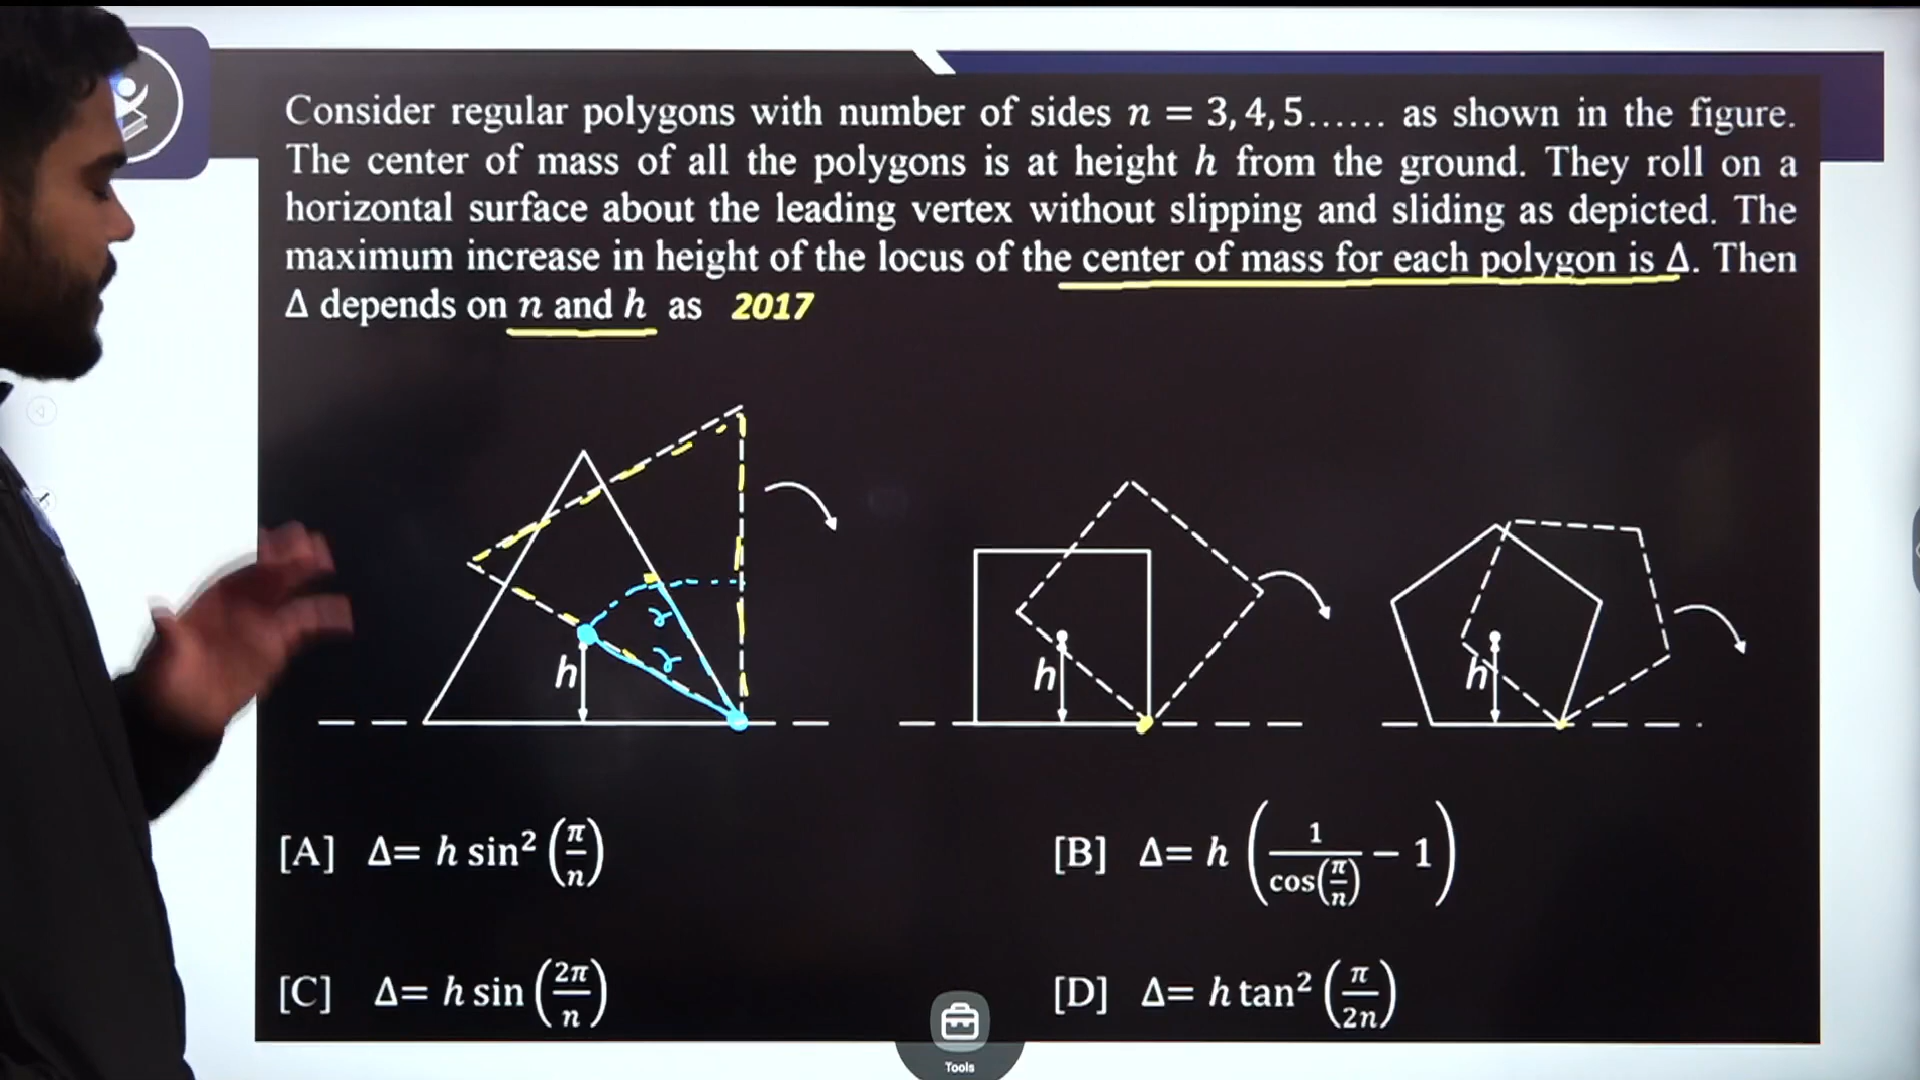 Consider regular polygons with number of sides n = 3, 4, 5...... as shown in the figure.
The center of mass of all the polygons is at height h from the ground. They roll on a
horizontal surface about the leading vertex without slipping and sliding as depicted. The
maximum increase in height of the locus of the center of mass for each polygon is Δ. Then
Δ depends on n and h as 2017
r
r
h
h
h
[A] Δ= h sin² (π/n)
[B] Δ= h (1/cos(π/n) − 1)
[C] Δ= h sin (2π/n)
[D] Δ= h tan² (π/2n)
Tools